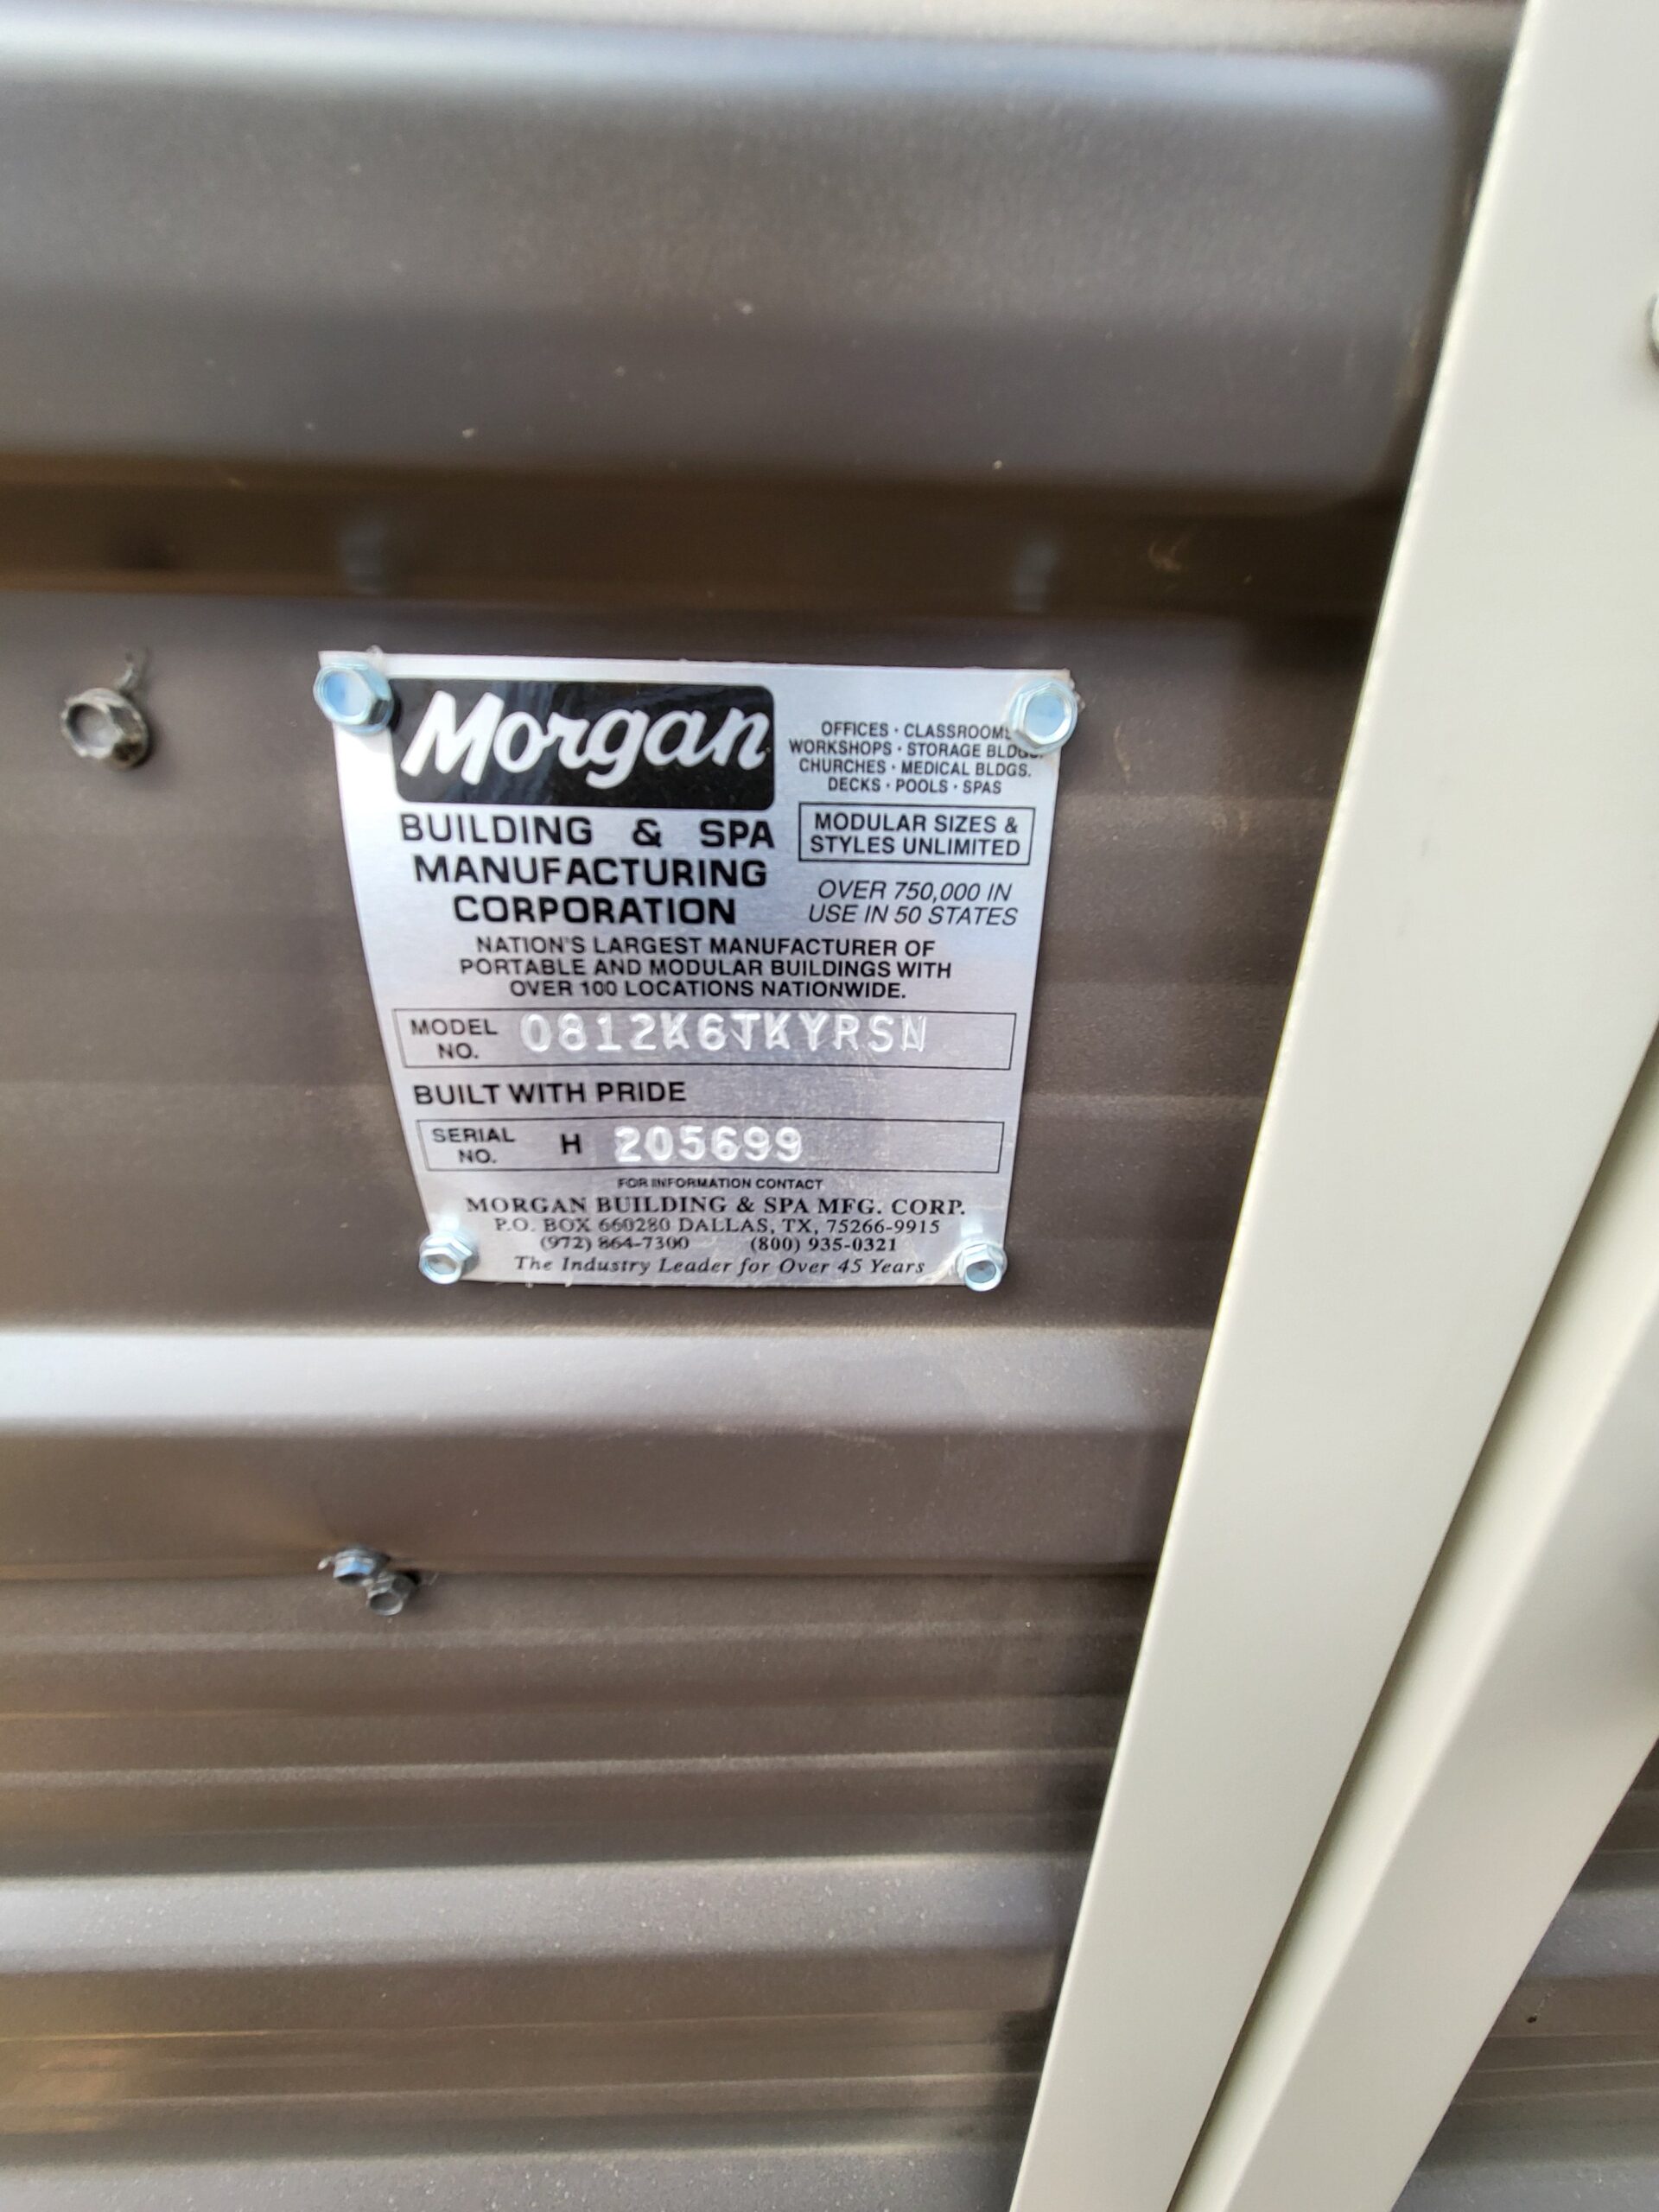 Morgan
BUILDING & SPA
MANUFACTURING
CORPORATION
OFFICES · CLASSROOMS
WORKSHOPS · STORAGE BLDGS.
CHURCHES · MEDICAL BLDGS.
DECKS · POOLS · SPAS
MODULAR SIZES &
STYLES UNLIMITED
OVER 750,000 IN
USE IN 50 STATES
NATION'S LARGEST MANUFACTURER OF
PORTABLE AND MODULAR BUILDINGS WITH
OVER 100 LOCATIONS NATIONWIDE.
MODEL NO. 0812K6TKYRSN
BUILT WITH PRIDE
SERIAL NO. H 205699
FOR INFORMATION CONTACT
MORGAN BUILDING & SPA MFG. CORP.
P.O. BOX 660280 DALLAS, TX, 75266-9915
(972) 864-7300 (800) 935-0321
The Industry Leader for Over 45 Years